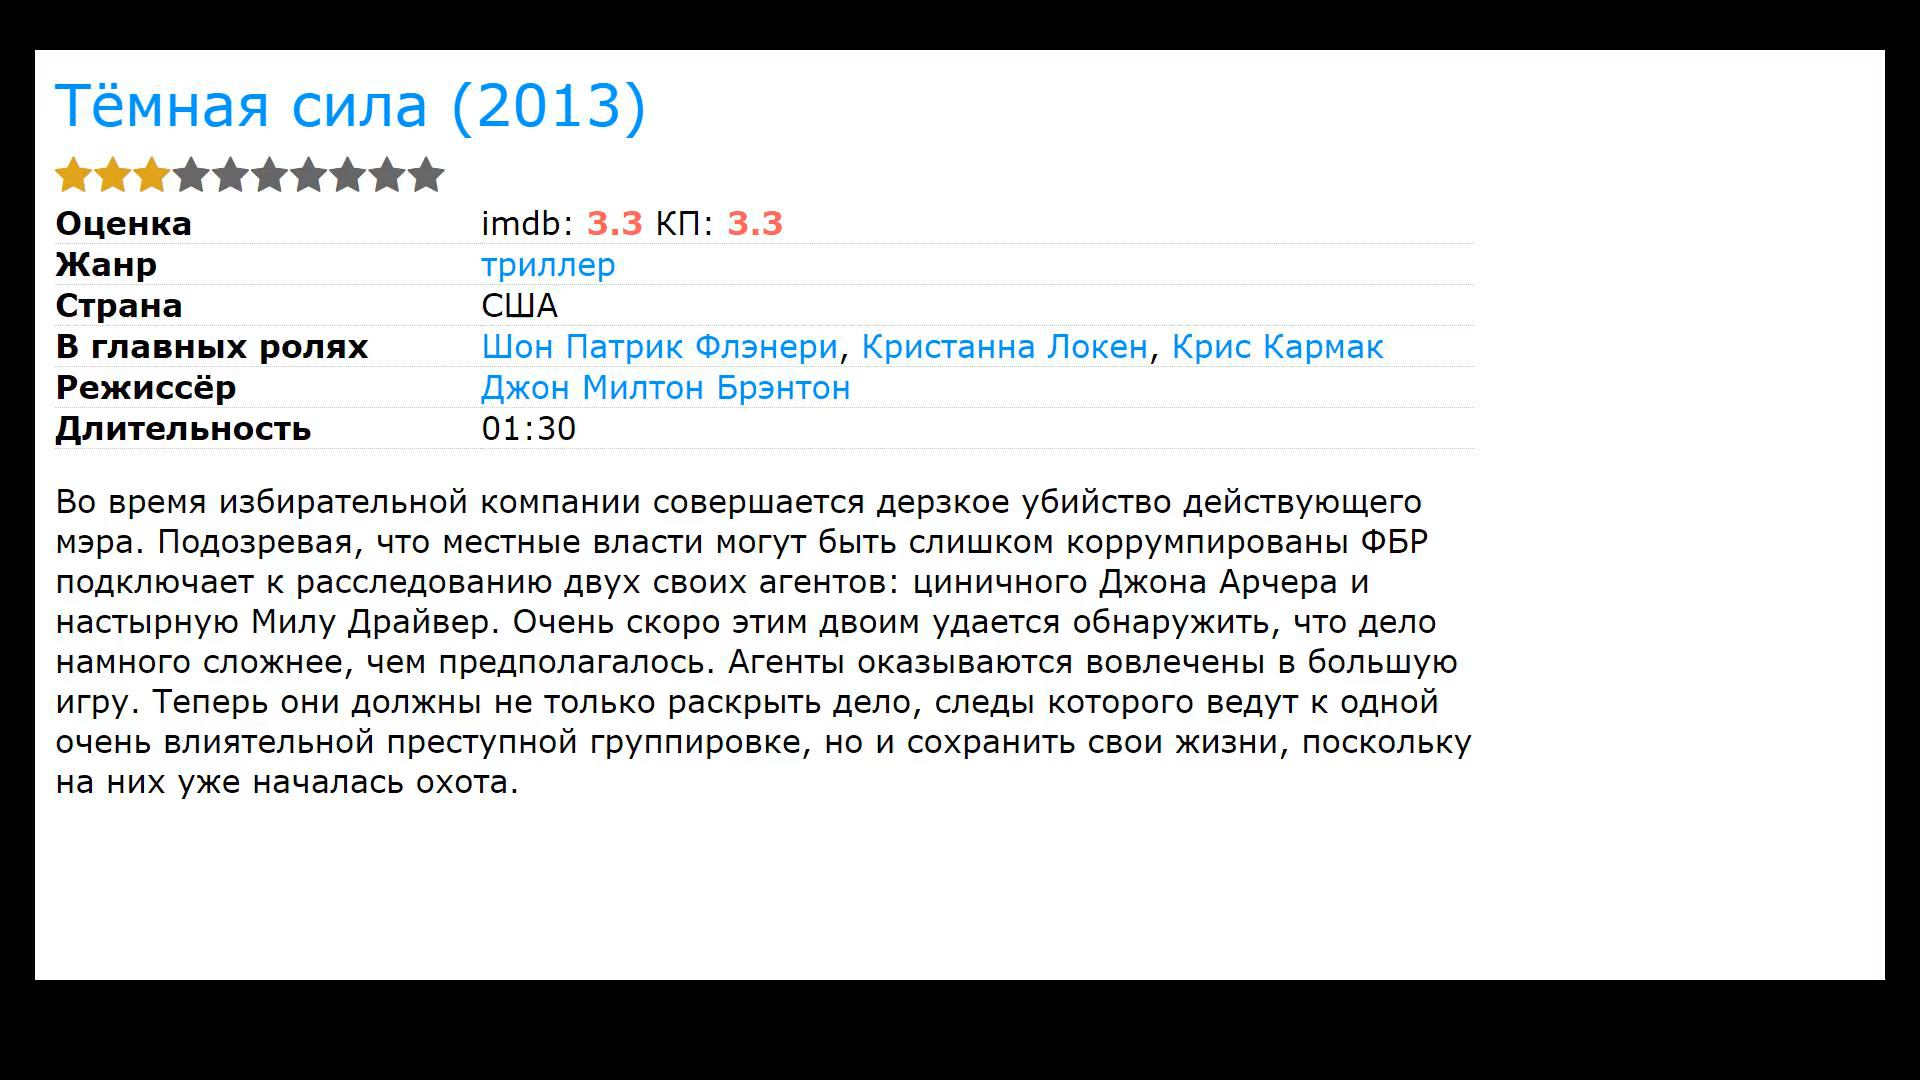 Тёмная сила (2013)
Оценка imdb: 3.3 КП: 3.3
Жанр триллер
Страна США
В главных ролях Шон Патрик Флэнери, Кристанна Локен, Крис Кармак
Режиссёр Джон Милтон Брэнтон
Длительность 01:30
Во время избирательной компании совершается дерзкое убийство действующего
мэра. Подозревая, что местные власти могут быть слишком коррумпированы ФБР
подключает к расследованию двух своих агентов: циничного Джона Арчера и
настырную Милу Драйвер. Очень скоро этим двоим удается обнаружить, что дело
намного сложнее, чем предполагалось. Агенты оказываются вовлечены в большую
игру. Теперь они должны не только раскрыть дело, следы которого ведут к одной
очень влиятельной преступной группировке, но и сохранить свои жизни, поскольку
на них уже началась охота.